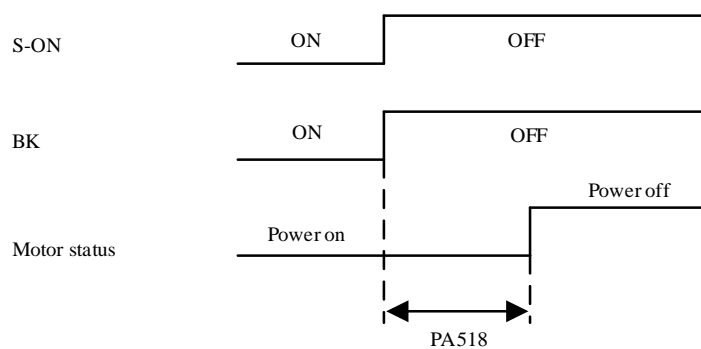 S-ON
ON
OFF
BK
ON
OFF
Motor status
Power on
Power off
PA518